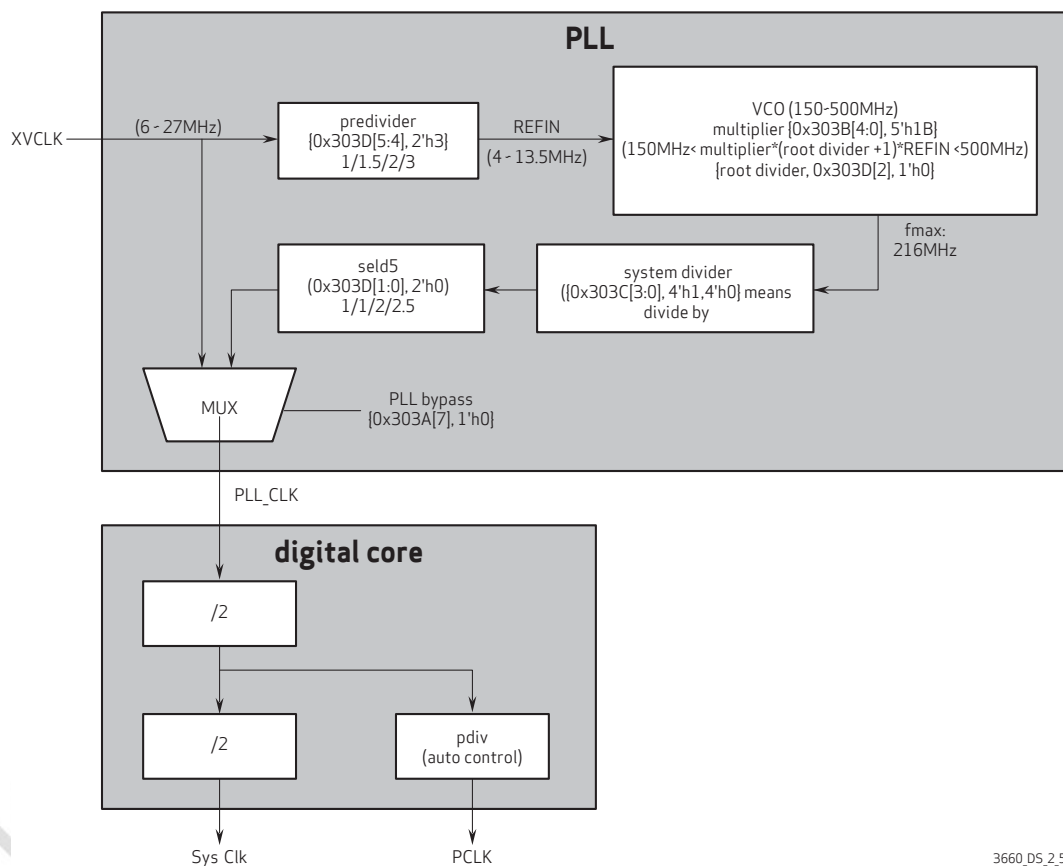 PLL
XVCLK
(6 - 27MHz)
predivider
{0x303D[5:4], 2'h3}
1/1.5/2/3
REFIN
(4 - 13.5MHz)
VCO (150-500MHz)
multiplier {0x303B[4:0], 5'h1B}
(150MHz< multiplier*(root divider +1)*REFIN <500MHz)
{root divider, 0x303D[2], 1'h0}
fmax:
216MHz
seld5
(0x303D[1:0], 2'h0)
1/1/2/2.5
system divider
({0x303C[3:0], 4'h1,4'h0} means
divide by
MUX
PLL bypass
{0x303A[7], 1'h0}
PLL_CLK
digital core
/2
/2
pdiv
(auto control)
Sys Clk
PCLK
3660_DS_2_5